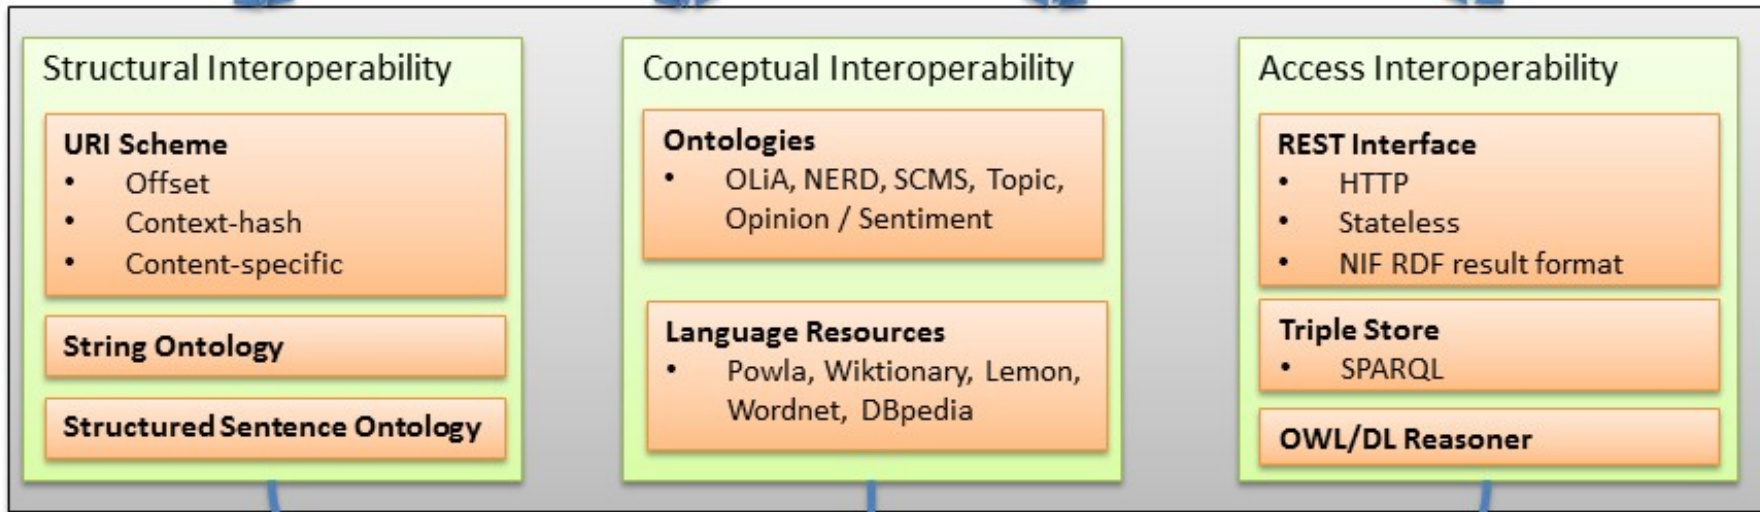 Structural Interoperability
URI Scheme
• Offset
• Context-hash
• Content-specific
String Ontology
Structured Sentence Ontology
Conceptual Interoperability
Ontologies
• OLiA, NERD, SCMS, Topic,
Opinion / Sentiment
Language Resources
• Powla, Wiktionary, Lemon,
Wordnet, DBpedia
Access Interoperability
REST Interface
• HTTP
• Stateless
• NIF RDF result format
Triple Store
• SPARQL
OWL/DL Reasoner